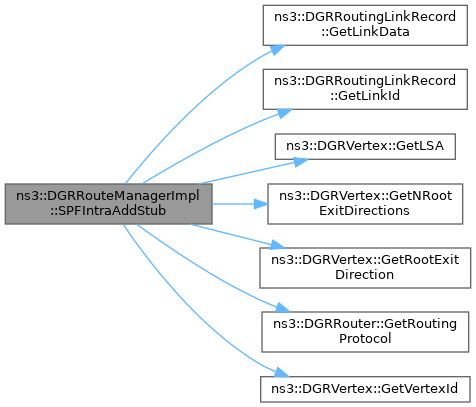 ns3::DGRRouteManagerImpl
::SPFIntraAddStub
ns3::DGRRoutingLinkRecord
::GetLinkData
ns3::DGRRoutingLinkRecord
::GetLinkId
ns3::DGRVertex::GetLSA
ns3::DGRVertex::GetNRoot
ExitDirections
ns3::DGRVertex::GetRootExit
Direction
ns3::DGRRouter::GetRouting
Protocol
ns3::DGRVertex::GetVertexId